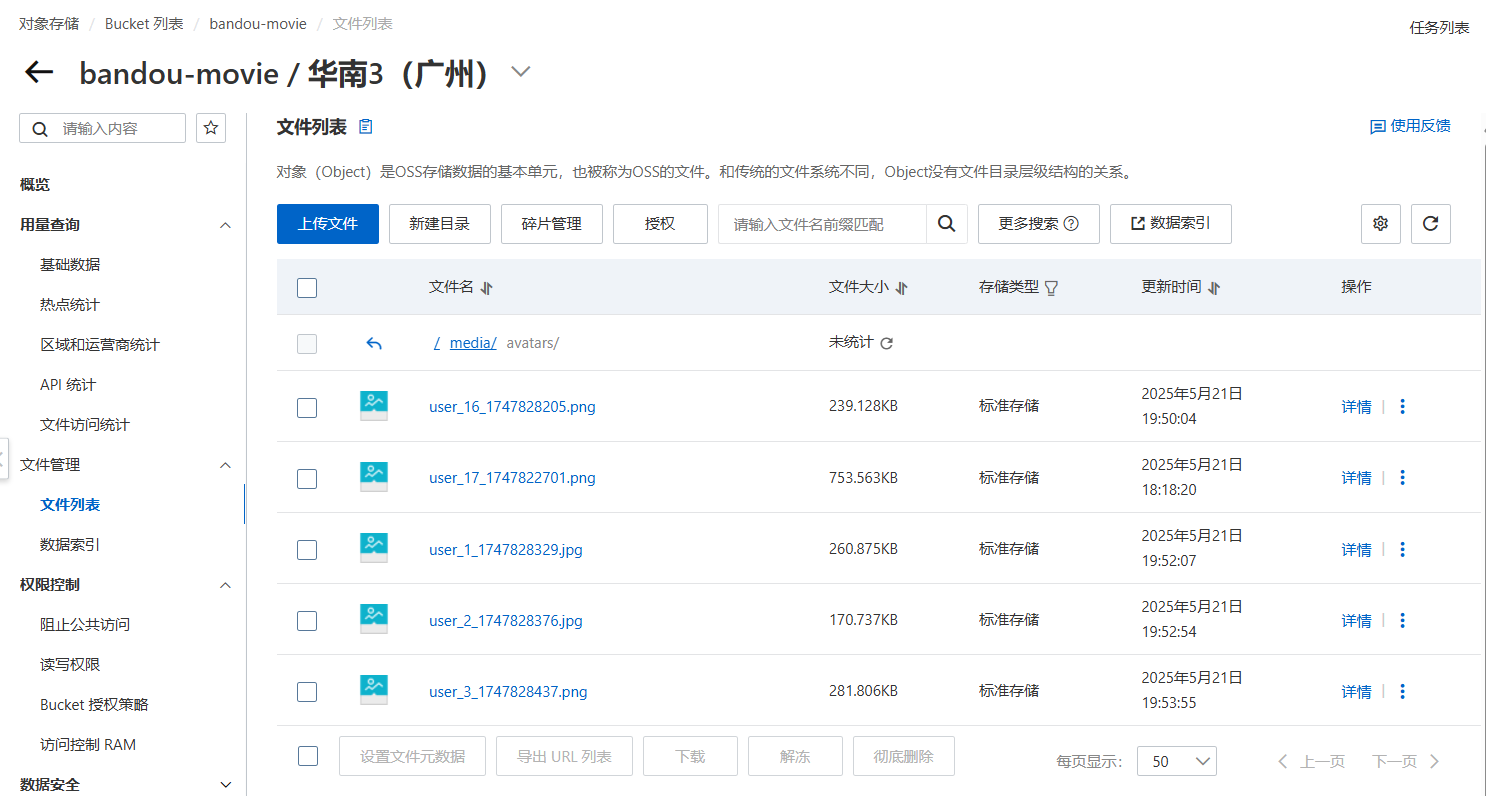 对象存储 / Bucket 列表 / bandou-movie / 文件列表
任务列表
bandou-movie / 华南3（广州）
请输入内容
概览
用量查询
基础数据
热点统计
区域和运营商统计
API 统计
文件访问统计
文件管理
文件列表
数据索引
权限控制
阻止公共访问
读写权限
Bucket 授权策略
访问控制 RAM
数据安全
文件列表
使用反馈
对象（Object）是OSS存储数据的基本单元，也被称为OSS的文件。和传统的文件系统不同，Object没有文件目录层级结构的关系。
上传文件 新建目录 碎片管理 授权 请输入文件名前缀匹配 更多搜索 数据索引
文件名 文件大小 存储类型 更新时间 操作
/ media/ avatars/ 未统计
user_16_1747828205.png 239.128KB 标准存储 2025年5月21日 详情
19:50:04
user_17_1747822701.png 753.563KB 标准存储 2025年5月21日 详情
18:18:20
user_1_1747828329.jpg 260.875KB 标准存储 2025年5月21日 详情
19:52:07
user_2_1747828376.jpg 170.737KB 标准存储 2025年5月21日 详情
19:52:54
user_3_1747828437.png 281.806KB 标准存储 2025年5月21日 详情
19:53:55
设置文件元数据 导出 URL 列表 下载 解冻 彻底删除 每页显示： 50 上一页 下一页